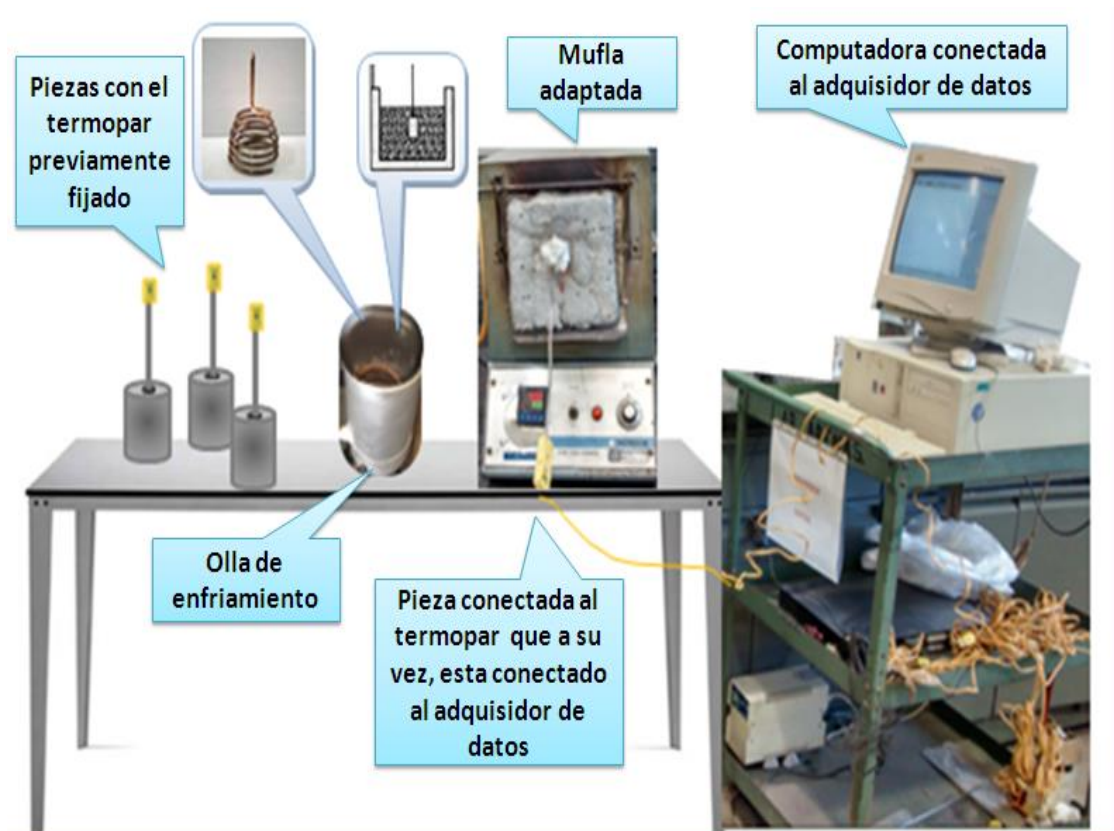 Piezas con el
termopar
previamente
fijado
Mufla
adaptada
Computadora conectada
al adquisidor de datos
Olla de
enfriamiento
Pieza conectada al
termopar que a su
vez, esta conectado
al adquisidor de
datos